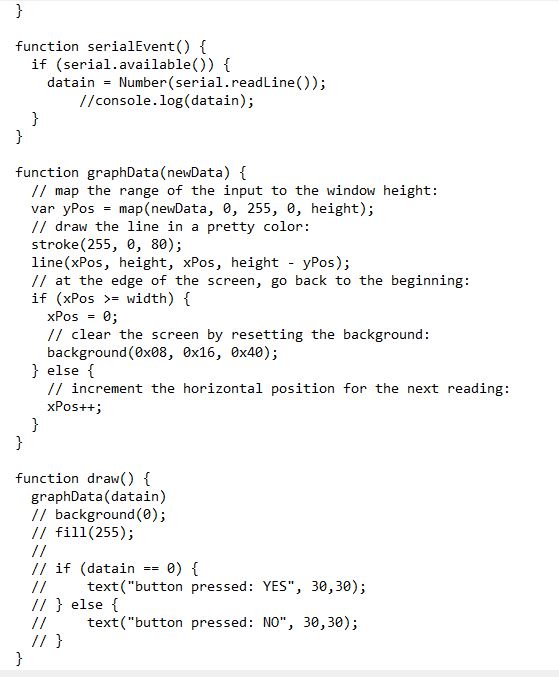 }

function serialEvent() {
  if (serial.available()) {
    datain = Number(serial.readLine());
        //console.log(datain);
  }
}

function graphData(newData) {
  // map the range of the input to the window height:
  var yPos = map(newData, 0, 255, 0, height);
  // draw the line in a pretty color:
  stroke(255, 0, 80);
  line(xPos, height, xPos, height - yPos);
  // at the edge of the screen, go back to the beginning:
  if (xPos >= width) {
    xPos = 0;
    // clear the screen by resetting the background:
    background(0x08, 0x16, 0x40);
  } else {
    // increment the horizontal position for the next reading:
    xPos++;
  }
}

function draw() {
  graphData(datain)
  // background(0);
  // fill(255);
  //
  // if (datain == 0) {
  //     text("button pressed: YES", 30,30);
  // } else {
  //     text("button pressed: NO", 30,30);
  // }
}